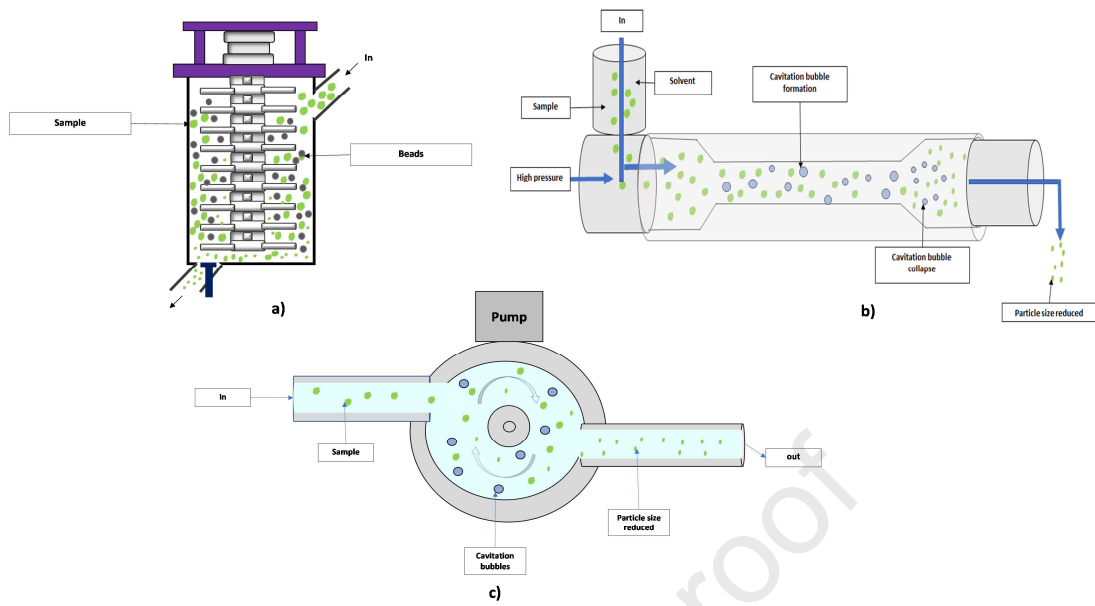 In
Sample
Beads
a)
In
Solvent
Sample
Cavitation bubble
formation
High pressure
Cavitation bubble
collapse
Particle size reduced
b)
Pump
In
Sample
out
Particle size
reduced
Cavitation
bubbles
c)
roof